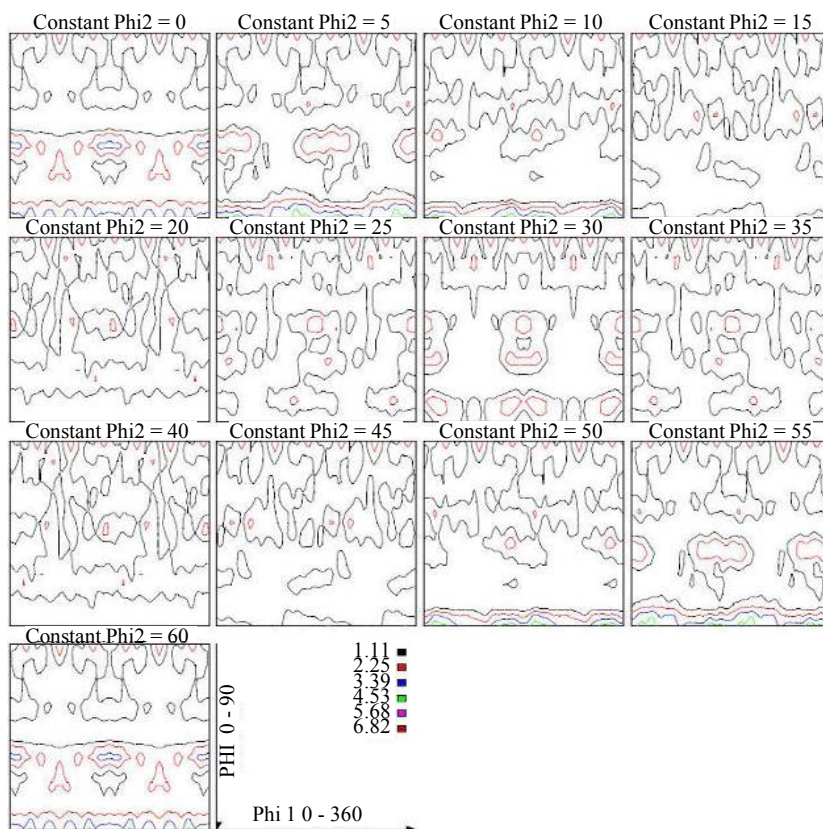 Constant Phi2 = 0
Constant Phi2 = 5
Constant Phi2 = 10
Constant Phi2 = 15
Constant Phi2 = 20
Constant Phi2 = 25
Constant Phi2 = 30
Constant Phi2 = 35
Constant Phi2 = 40
Constant Phi2 = 45
Constant Phi2 = 50
Constant Phi2 = 55
Constant Phi2 = 60
1.11
2.25
3.39
4.53
5.68
6.82
PHI 0 - 90
Phi 1 0 - 360